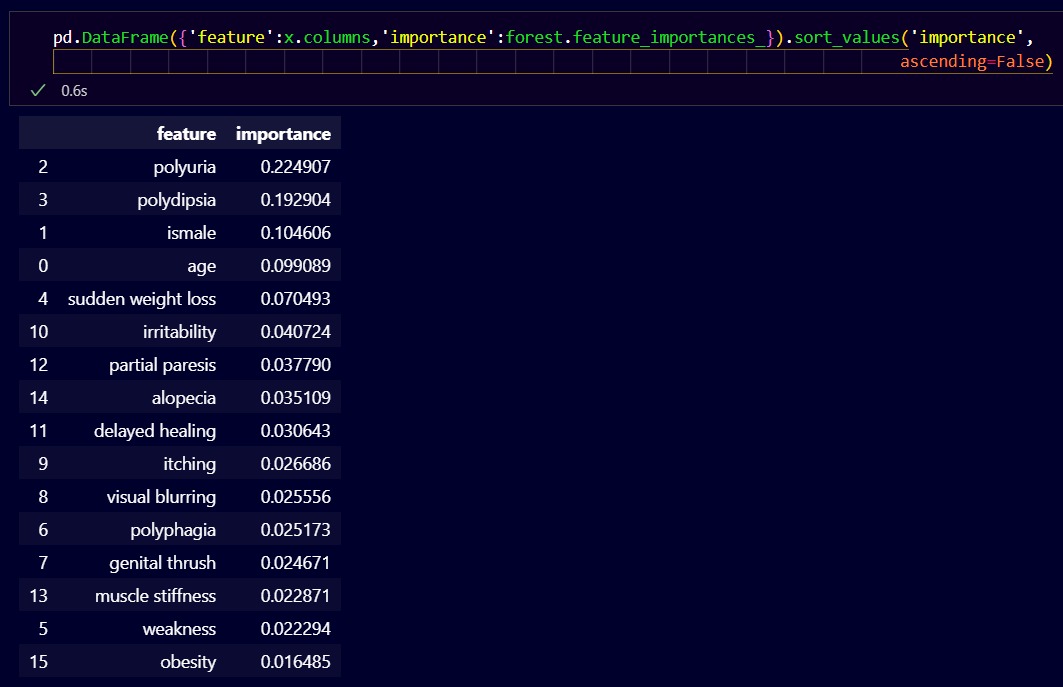 pd.DataFrame({'feature':x.columns,'importance':forest.feature_importances_}).sort_values('importance',
ascending=False)
0.6s
feature importance
2 polyuria 0.224907
3 polydipsia 0.192904
1 ismale 0.104606
0 age 0.099089
4 sudden weight loss 0.070493
10 irritability 0.040724
12 partial paresis 0.037790
14 alopecia 0.035109
11 delayed healing 0.030643
9 itching 0.026686
8 visual blurring 0.025556
6 polyphagia 0.025173
7 genital thrush 0.024671
13 muscle stiffness 0.022871
5 weakness 0.022294
15 obesity 0.016485